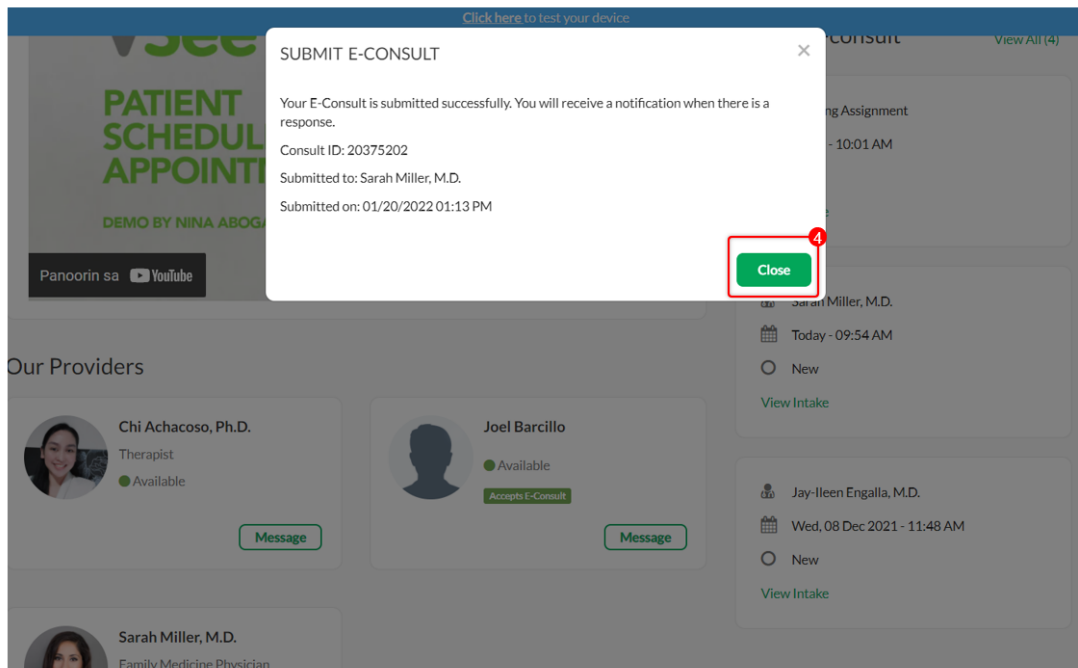 Click here to test your device
VSee
PATIENT
SCHEDUL
APPOINT
DEMO BY NINA ABOGA
Panoorin sa YouTube
SUBMIT E-CONSULT
×
Your E-Consult is submitted successfully. You will receive a notification when there is a
response.
Consult ID: 20375202
Submitted to: Sarah Miller, M.D.
Submitted on: 01/20/2022 01:13 PM
4
Close
consult
View All (4)
ng Assignment
- 10:01 AM
Sarah Miller, M.D.
Today - 09:54 AM
New
View Intake
Jay-Ileen Engalla, M.D.
Wed, 08 Dec 2021 - 11:48 AM
New
View Intake
Our Providers
Chi Achacoso, Ph.D.
Therapist
Available
Message
Joel Barcillo
Available
Accepts E-Consult
Message
Sarah Miller, M.D.
Family Medicine Physician